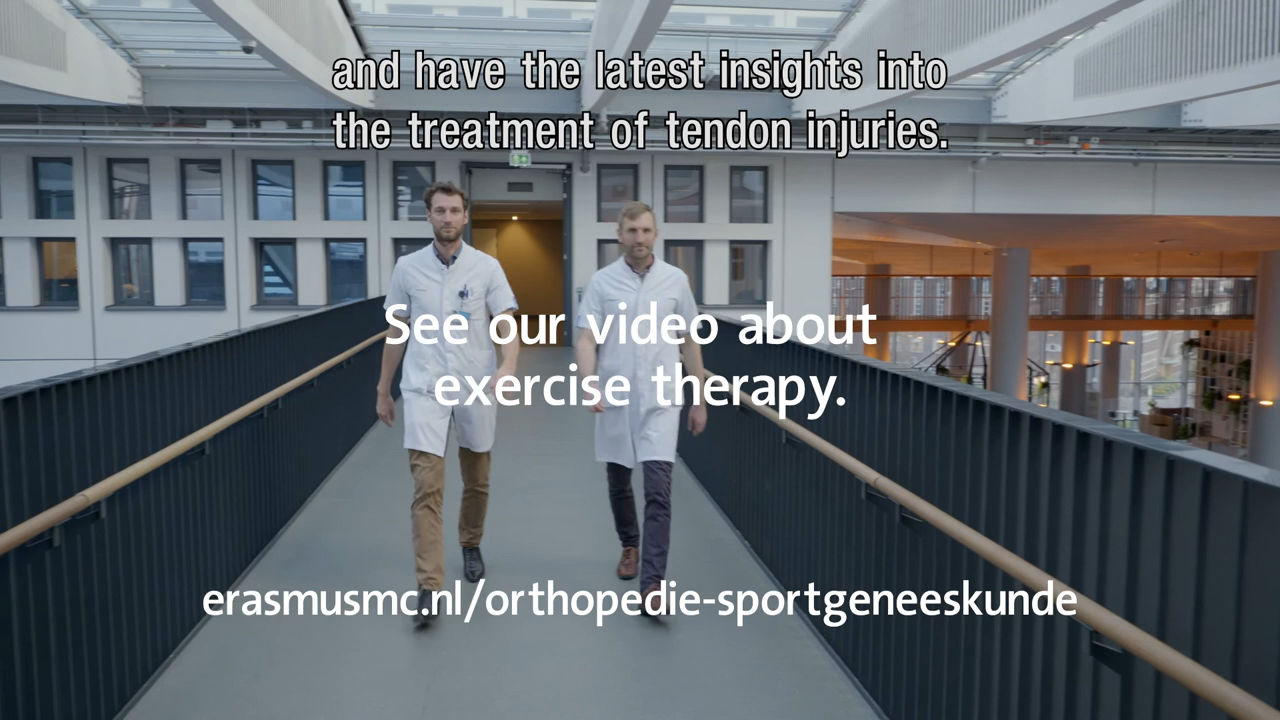 and have the latest insights into
the treatment of tendon injuries.
See our video about
exercise therapy.
erasmusmc.nl/orthopedie-sportgeneeskunde